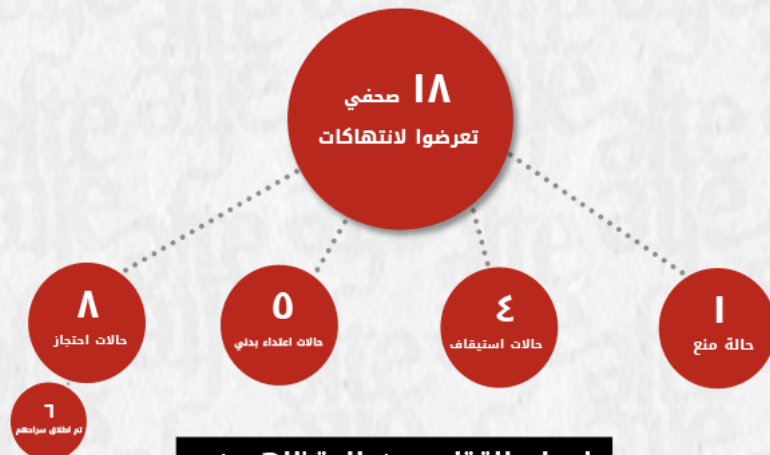 ١٨ صحفي
تعرضوا لانتهاكات
١
حالة منع
٤
حالات استيقاف
٥
حالات اعتداء بدني
٨
حالات احتجاز
٦
تم اطلاق سراحهم